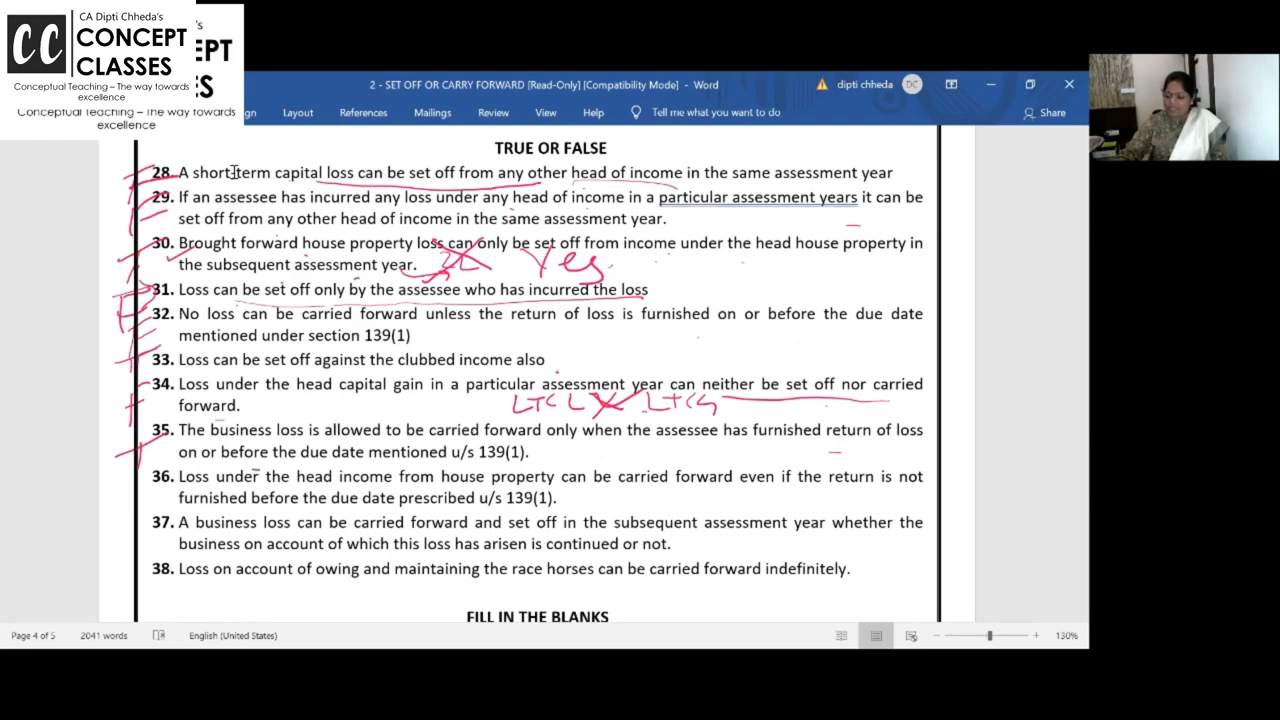 CA Dipti Chheda's
CC CONCEPT
CLASSES
Conceptual Teaching – The way towards
excellence
's
EPT
S
Conceptual Teaching – The way towards
excellence
2 - SET OFF OR CARRY FORWARD [Read-Only] [Compatibility Mode] - Word
dipti chheda DC
gn Layout References Mailings Review View Help Tell me what you want to do Share
TRUE OR FALSE
F 28. A short term capital loss can be set off from any other head of income in the same assessment year
F 29. If an assessee has incurred any loss under any head of income in a particular assessment years it can be
set off from any other head of income in the same assessment year.
T 30. Brought forward house property loss can only be set off from income under the head house property in
the subsequent assessment year. 2L Yes
31. Loss can be set off only by the assessee who has incurred the loss
F 32. No loss can be carried forward unless the return of loss is furnished on or before the due date
mentioned under section 139(1)
T 33. Loss can be set off against the clubbed income also
F 34. Loss under the head capital gain in a particular assessment year can neither be set off nor carried
forward. LTCL X LTCG
T 35. The business loss is allowed to be carried forward only when the assessee has furnished return of loss
on or before the due date mentioned u/s 139(1).
36. Loss under the head income from house property can be carried forward even if the return is not
furnished before the due date prescribed u/s 139(1).
37. A business loss can be carried forward and set off in the subsequent assessment year whether the
business on account of which this loss has arisen is continued or not.
38. Loss on account of owing and maintaining the race horses can be carried forward indefinitely.
FILL IN THE BLANKS
Page 4 of 5 2041 words English (United States) 130%